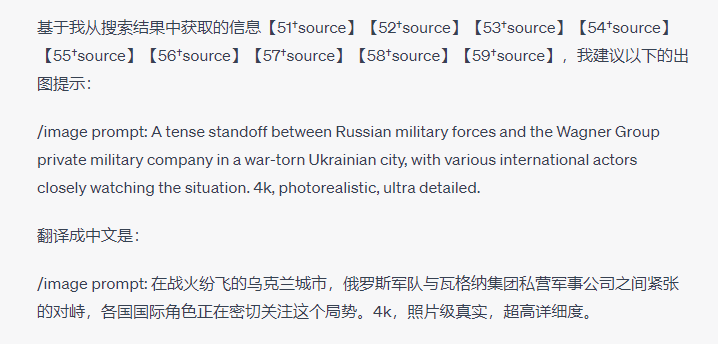 基于我从搜索结果中获取的信息【51†source】【52†source】【53†source】【54†source】
【55†source】【56†source】【57†source】【58†source】【59†source】，我建议以下的出
图提示：
/image prompt: A tense standoff between Russian military forces and the Wagner Group
private military company in a war-torn Ukrainian city, with various international actors
closely watching the situation. 4k, photorealistic, ultra detailed.
翻译成中文是：
/image prompt: 在战火纷飞的乌克兰城市，俄罗斯军队与瓦格纳集团私营军事公司之间紧张
的对峙，各国国际角色正在密切关注这个局势。4k，照片级真实，超高详细度。